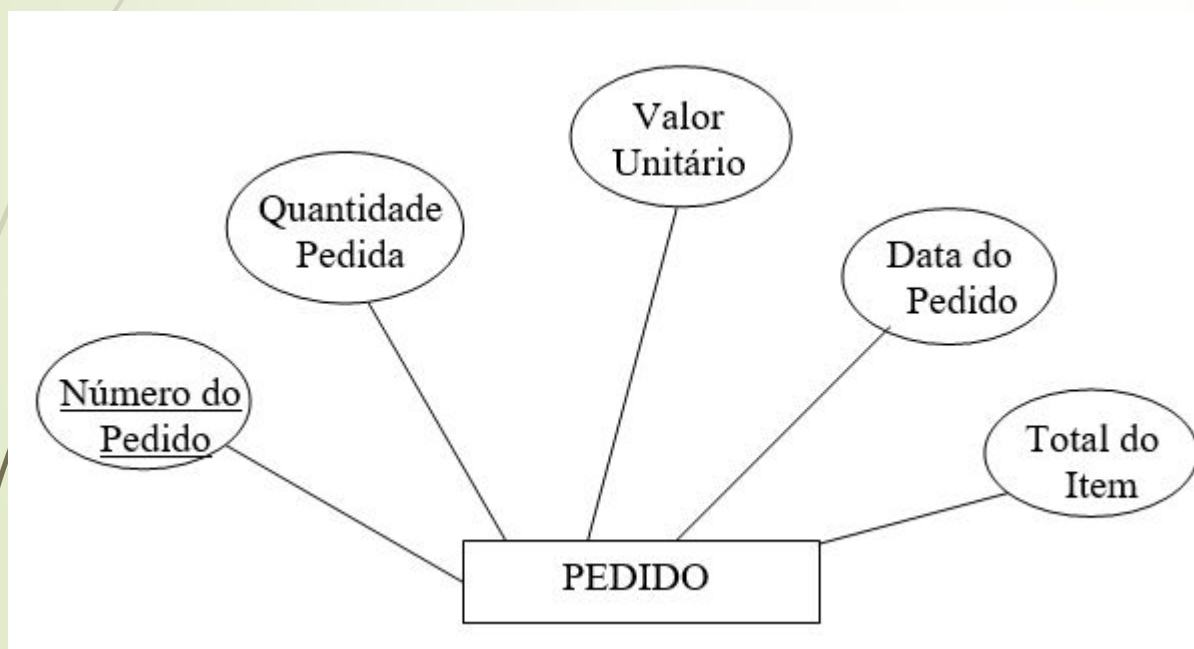 Valor
Unitário
Quantidade
Pedida
Data do
Pedido
Número do
Pedido
Total do
Item
PEDIDO